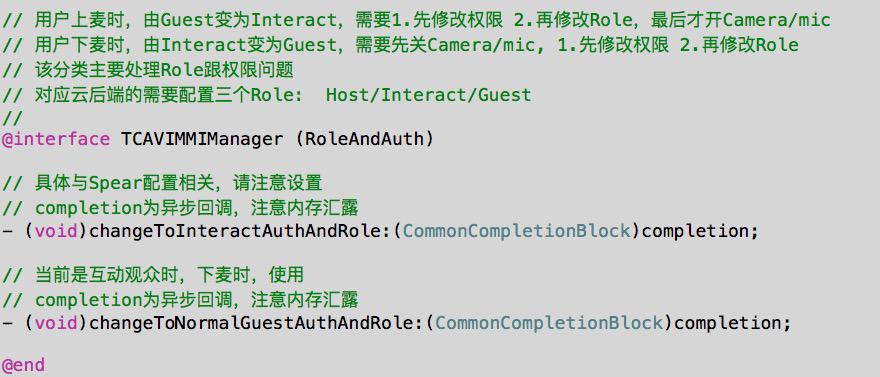 // 用户上麦时，由Guest变为Interact，需要1.先修改权限 2.再修改Role，最后才开Camera/mic
// 用户下麦时，由Interact变为Guest，需要先关Camera/mic, 1.先修改权限 2.再修改Role
// 该分类主要处理Role跟权限问题
// 对应云后端的需要配置三个Role:  Host/Interact/Guest
//
@interface TCAVIMMIManager (RoleAndAuth)
// 具体与Spear配置相关，请注意设置
// completion为异步回调，注意内存汇露
- (void)changeToInteractAuthAndRole:(CommonCompletionBlock)completion;
// 当前是互动观众时，下麦时，使用
// completion为异步回调，注意内存汇露
- (void)changeToNormalGuestAuthAndRole:(CommonCompletionBlock)completion;
@end